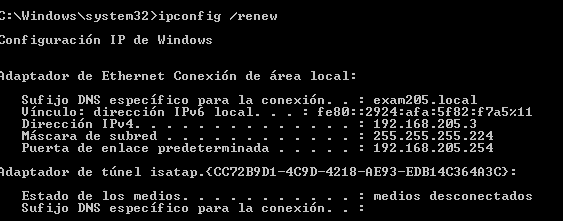 C:\Windows\system32>ipconfig /renew
Configuración IP de Windows
Adaptador de Ethernet Conexión de área local:
Sufijo DNS específico para la conexión. . : exam205.local
Vínculo: dirección IPv6 local. . . : fe80::2924:afa:5f82:f7a5%11
Dirección IPv4. . . . . . . . . . . . . . : 192.168.205.3
Máscara de subred . . . . . . . . . . . . : 255.255.255.224
Puerta de enlace predeterminada . . . . . : 192.168.205.254
Adaptador de túnel isatap.{CC72B9D1-4C9D-4218-AE93-EDB14C364A3C}:
Estado de los medios. . . . . . . . . . . : medios desconectados
Sufijo DNS específico para la conexión. . :